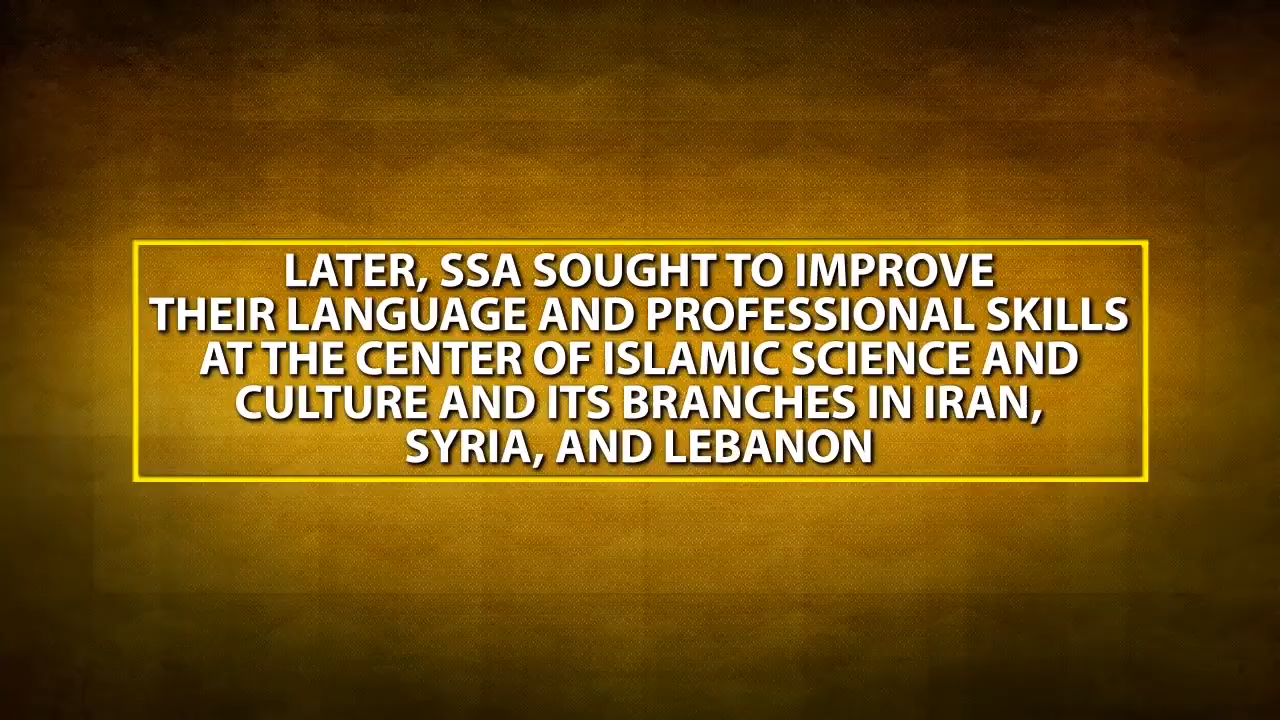 LATER, SSA SOUGHT TO IMPROVE
THEIR LANGUAGE AND PROFESSIONAL SKILLS
AT THE CENTER OF ISLAMIC SCIENCE AND
CULTURE AND ITS BRANCHES IN IRAN,
SYRIA, AND LEBANON